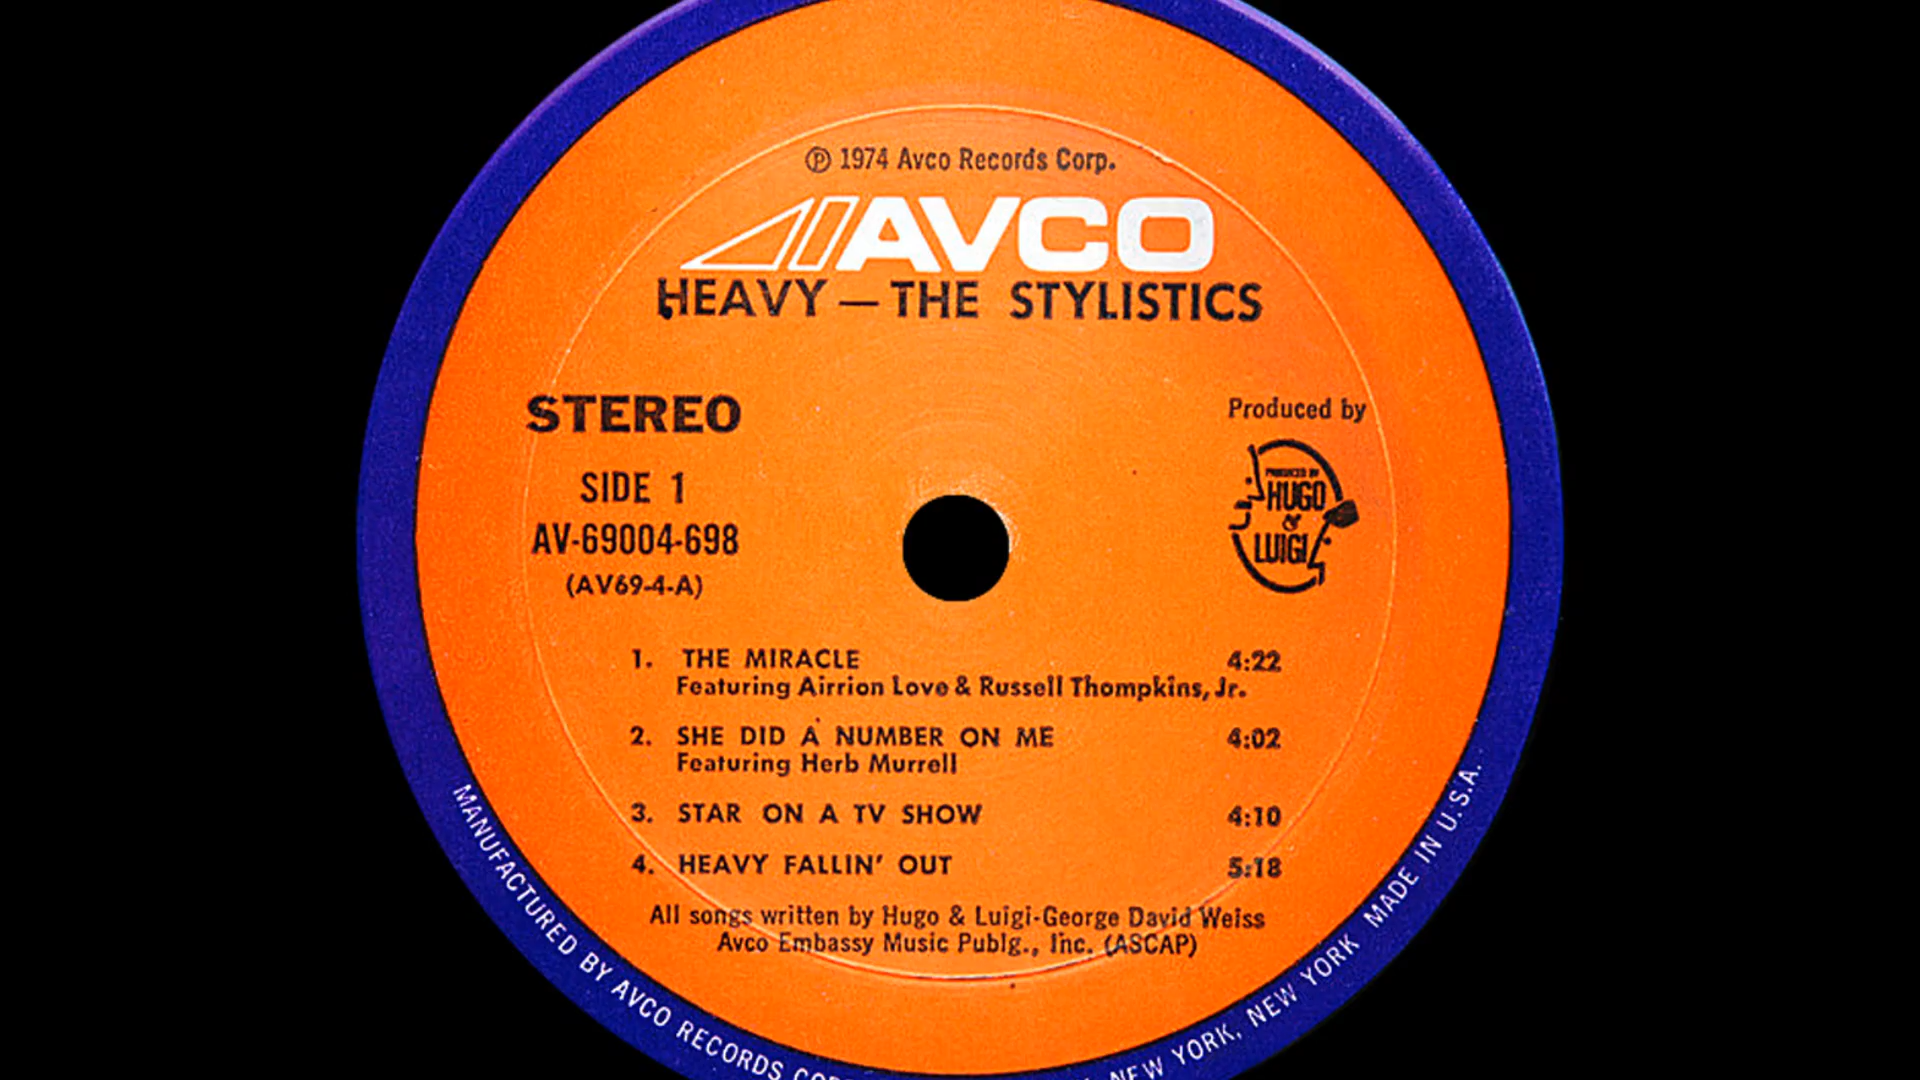 ℗ 1974 Avco Records Corp.
AVCO
HEAVY — THE STYLISTICS
STEREO
SIDE 1
AV-69004-698
(AV69-4-A)
Produced by
PRODUCED BY
HUGO
&
LUIGI
1. THE MIRACLE 4:22
Featuring Airrion Love & Russell Thompkins, Jr.
2. SHE DID A NUMBER ON ME 4:02
Featuring Herb Murrell
3. STAR ON A TV SHOW 4:10
4. HEAVY FALLIN' OUT 5:18
All songs written by Hugo & Luigi-George David Weiss
Avco Embassy Music Publg., Inc. (ASCAP)
MANUFACTURED BY AVCO RECORDS NEW YORK, NEW YORK MADE IN U.S.A.